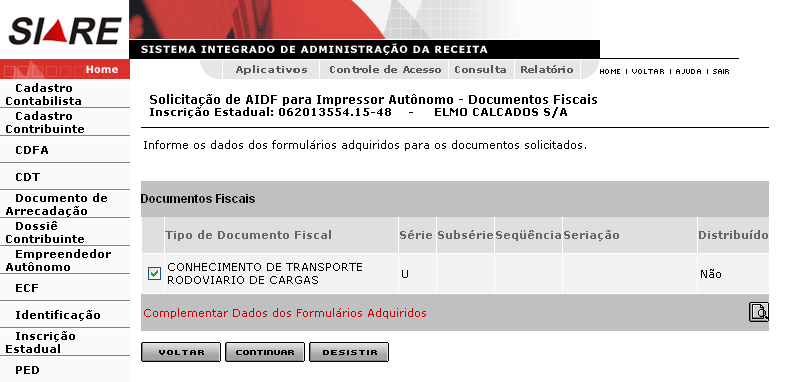 SIARE
SISTEMA INTEGRADO DE ADMINISTRAÇÃO DA RECEITA
Home
Aplicativos Controle de Acesso Consulta Relatório
HOME | VOLTAR | AJUDA | SAIR
Cadastro
Contabilista
Cadastro
Contribuinte
CDFA
CDT
Documento de
Arrecadação
Dossiê
Contribuinte
Empreendedor
Autônomo
ECF
Identificação
Inscrição
Estadual
PED
Solicitação de AIDF para Impressor Autônomo - Documentos Fiscais
Inscrição Estadual: 062013554.15-48 - ELMO CALCADOS S/A
Informe os dados dos formulários adquiridos para os documentos solicitados.
Documentos Fiscais
Tipo de Documento Fiscal Série Subsérie Seqüência Seriação Distribuído
CONHECIMENTO DE TRANSPORTE
RODOVIARIO DE CARGAS U Não
Complementar Dados dos Formulários Adquiridos
VOLTAR CONTINUAR DESISTIR